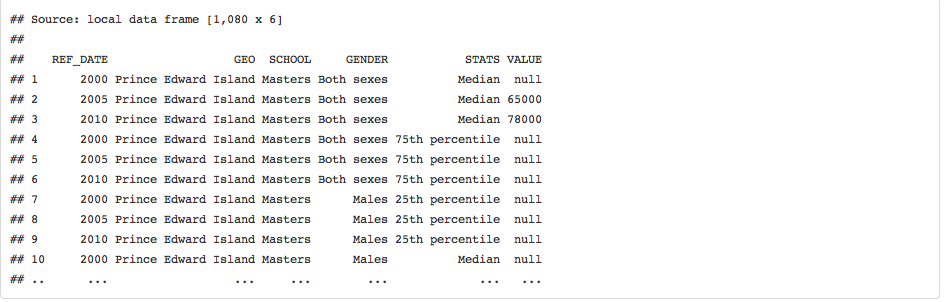 ## Source: local data frame [1,080 x 6]
##
##    REF_DATE                  GEO  SCHOOL     GENDER           STATS VALUE
## 1      2000 Prince Edward Island Masters Both sexes          Median  null
## 2      2005 Prince Edward Island Masters Both sexes          Median 65000
## 3      2010 Prince Edward Island Masters Both sexes          Median 78000
## 4      2000 Prince Edward Island Masters Both sexes 75th percentile  null
## 5      2005 Prince Edward Island Masters Both sexes 75th percentile  null
## 6      2010 Prince Edward Island Masters Both sexes 75th percentile  null
## 7      2000 Prince Edward Island Masters      Males 25th percentile  null
## 8      2005 Prince Edward Island Masters      Males 25th percentile  null
## 9      2010 Prince Edward Island Masters      Males 25th percentile  null
## 10     2000 Prince Edward Island Masters      Males          Median  null
## ..      ...                  ...     ...        ...             ...   ...